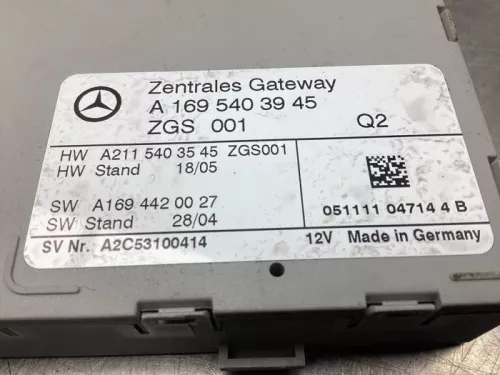 Zentrales Gateway
A 169 540 39 45
ZGS 001 Q2
HW A211 540 35 45 ZGS001
HW Stand 18/05
SW A169 442 00 27
SW Stand 28/04
051111 04714 4 B
SV Nr. A2C53100414 12V Made in Germany